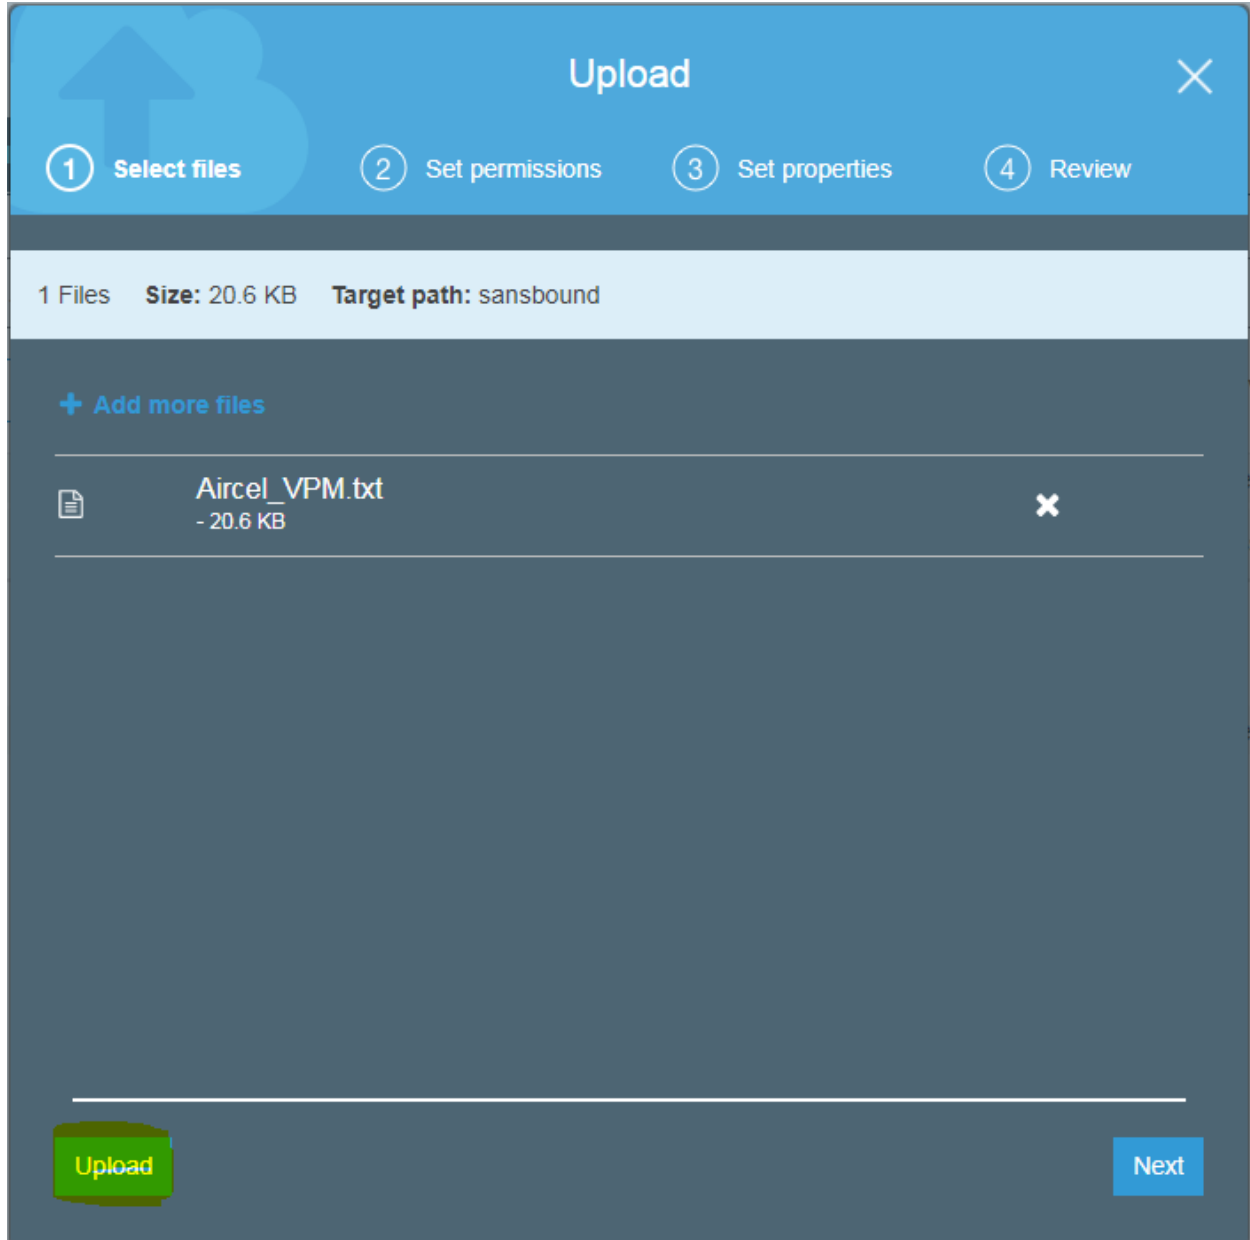 Upload
1 Select files 2 Set permissions 3 Set properties 4 Review
1 Files Size: 20.6 KB Target path: sansbound
Add more files
Aircel_VPM.txt
- 20.6 KB
Upload Next